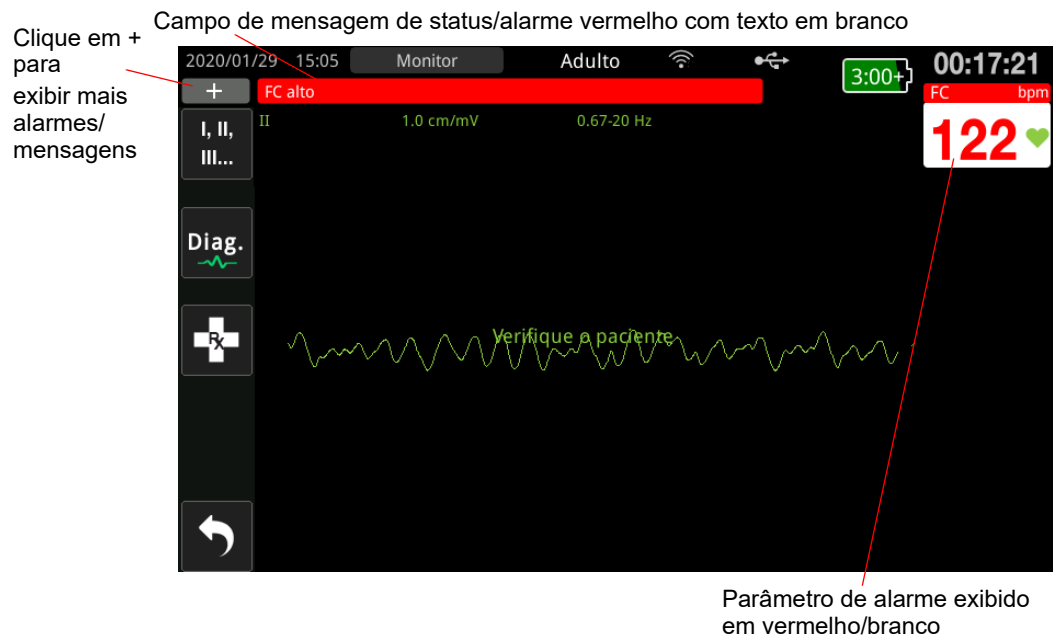 Campo de mensagem de status/alarme vermelho com texto em branco
Clique em +
para
exibir mais
alarmes/
mensagens
2020/01/29 15:05 Monitor Adulto 3:00+ 00:17:21
+ FC alto FC bpm
I, II,
III...
II 1.0 cm/mV 0.67-20 Hz
122
Diag.
Rx
Verifique o paciente
Parâmetro de alarme exibido
em vermelho/branco